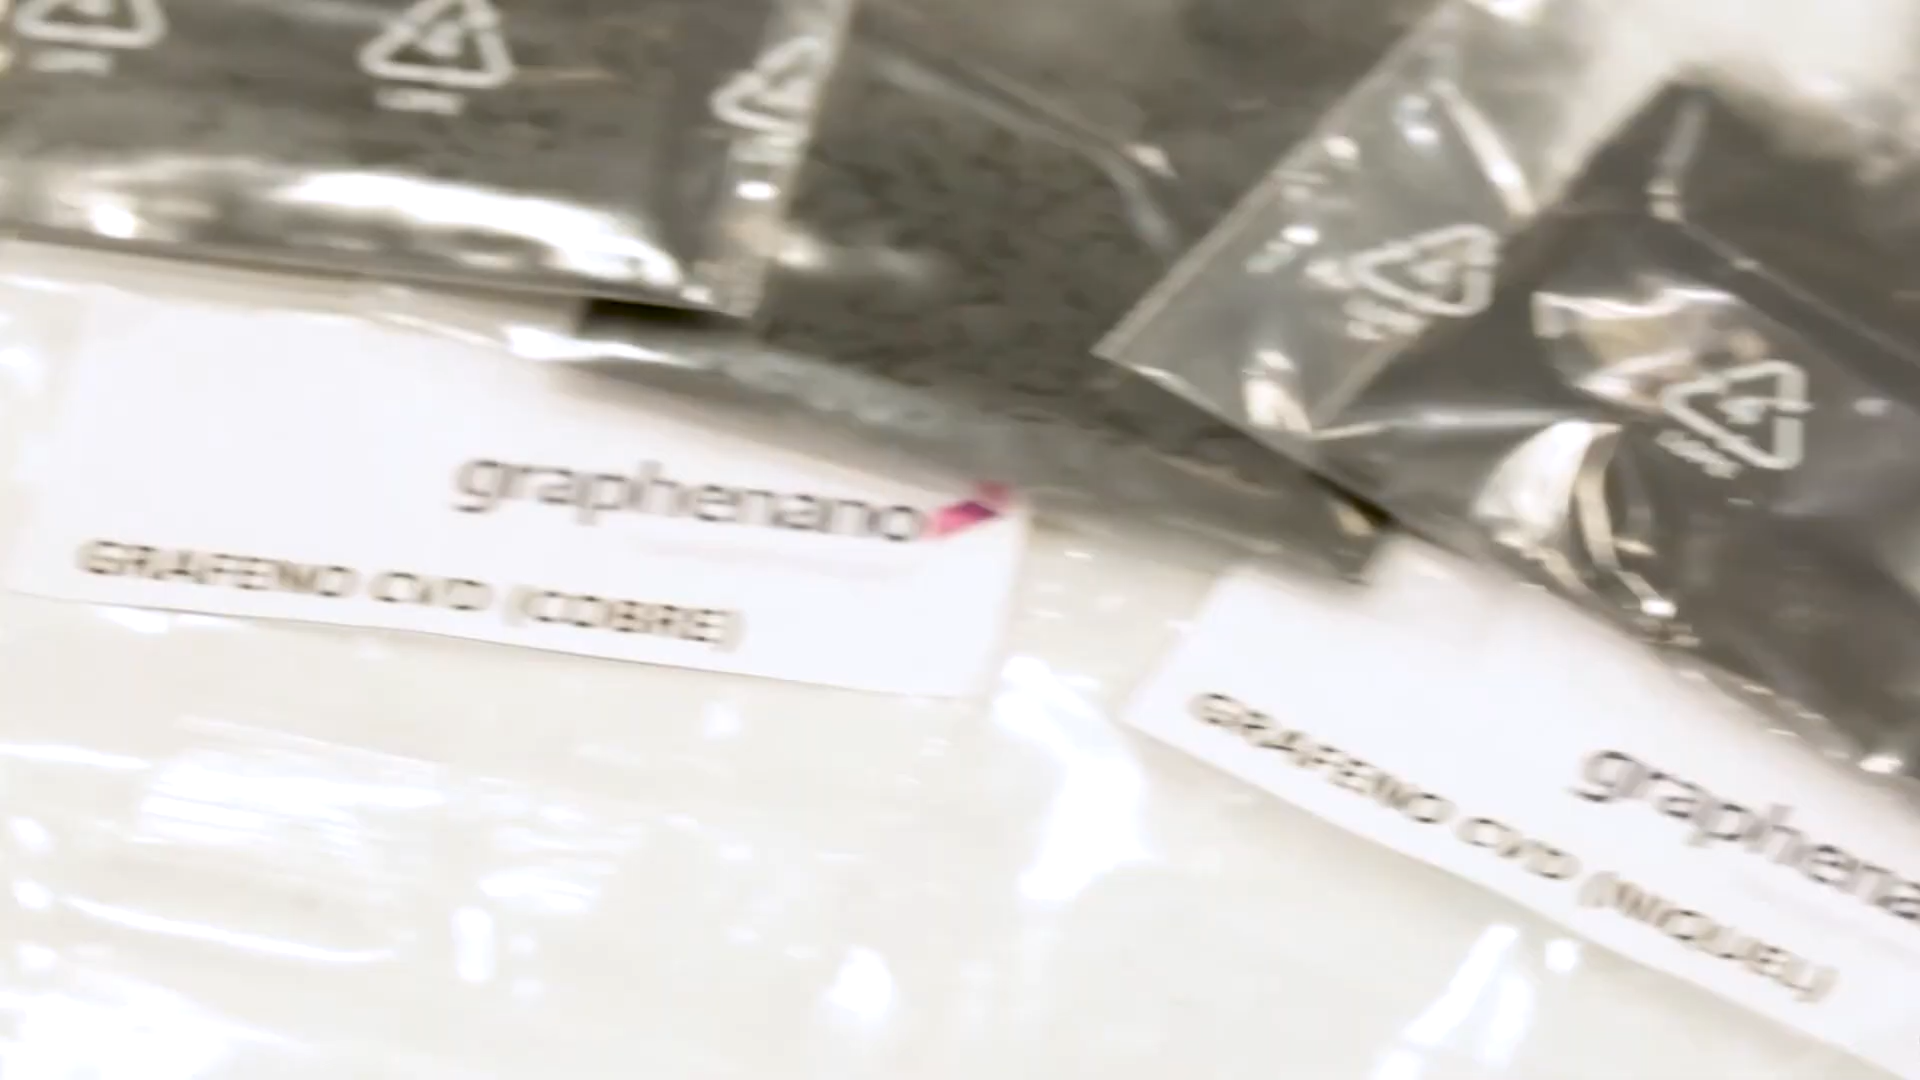 graphenano
GRAFENO CVD (COBRE)
graphena
GRAFENO CVD (NIQUEL)